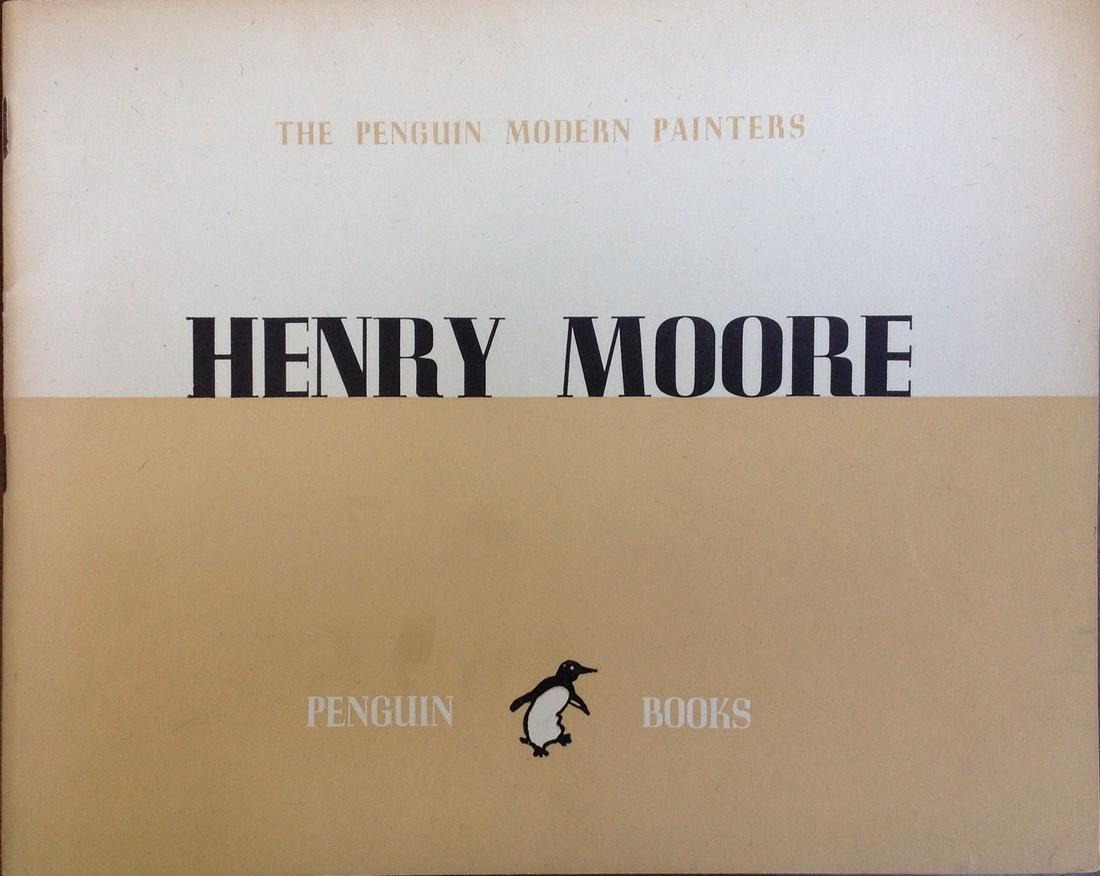 THE PENGUIN MODERN PAINTERS
HENRY MOORE
PENGUIN BOOKS